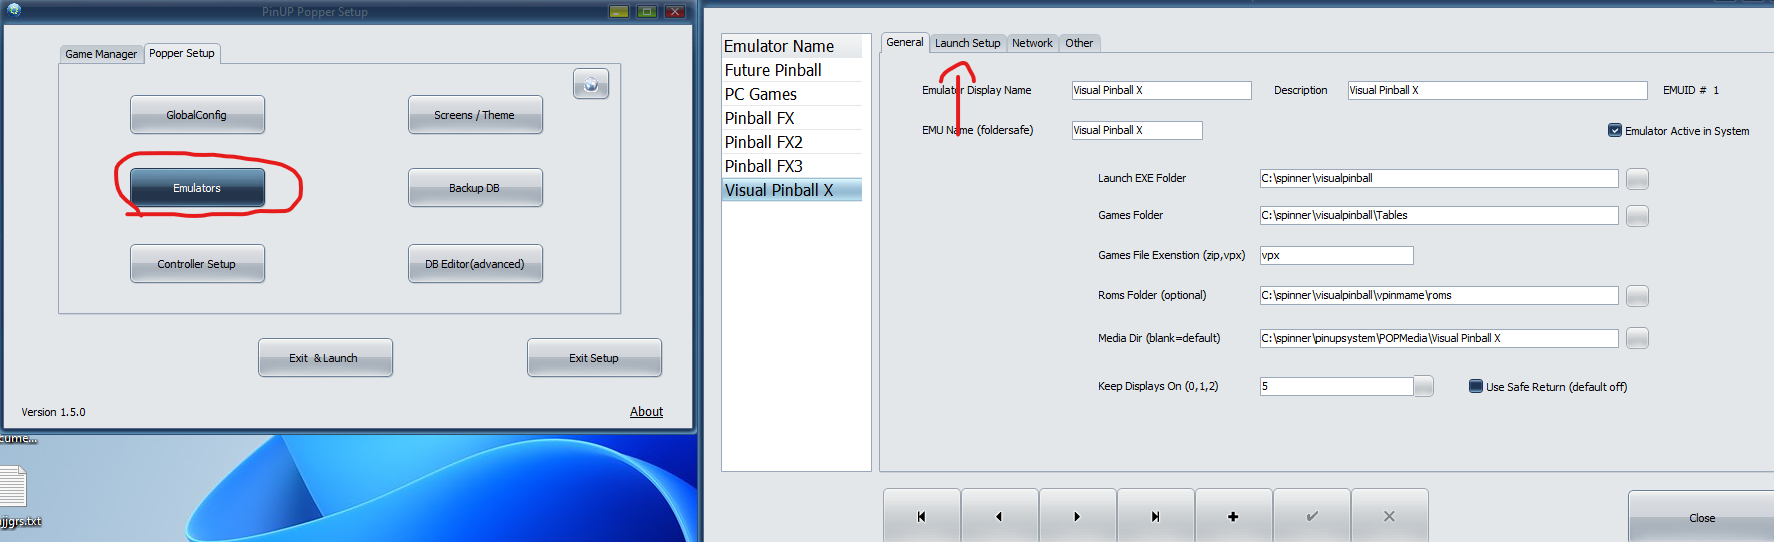 PinUP Popper Setup
Game Manager
Popper Setup
GlobalConfig
Screens / Theme
Emulators
Backup DB
Controller Setup
DB Editor(advanced)
Exit & Launch
Exit Setup
Version 1.5.0
About
jjgrs.txt
Emulator Name
Future Pinball
PC Games
Pinball FX
Pinball FX2
Pinball FX3
Visual Pinball X
General
Launch Setup
Network
Other
Emulator Display Name
Visual Pinball X
Description
Visual Pinball X
EMUID # 1
EMU Name (foldersafe)
Visual Pinball X
Emulator Active in System
Launch EXE Folder
C:\spinner\visualpinball
Games Folder
C:\spinner\visualpinball\Tables
Games File Exenstion (zip,vpx)
vpx
Roms Folder (optional)
C:\spinner\visualpinball\vpinmame\roms
Media Dir (blank=default)
C:\spinner\pinupsystem\POPMedia\Visual Pinball X
Keep Displays On (0,1,2)
5
Use Safe Return (default off)
Close